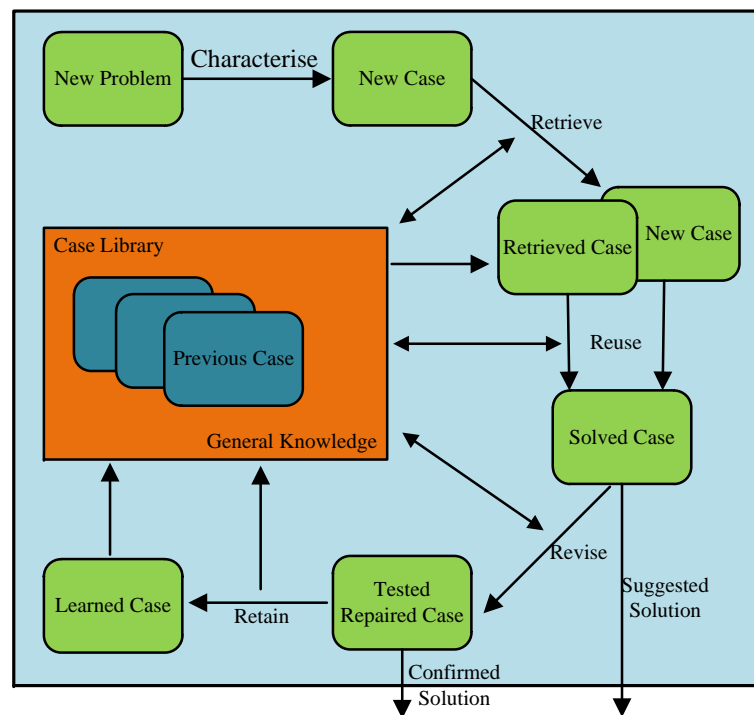 New Problem
Characterise
New Case
Retrieve
Case Library
Retrieved Case
New Case
Previous Case
Reuse
General Knowledge
Solved Case
Revise
Learned Case
Retain
Tested
Repaired Case
Suggested
Solution
Confirmed
Solution